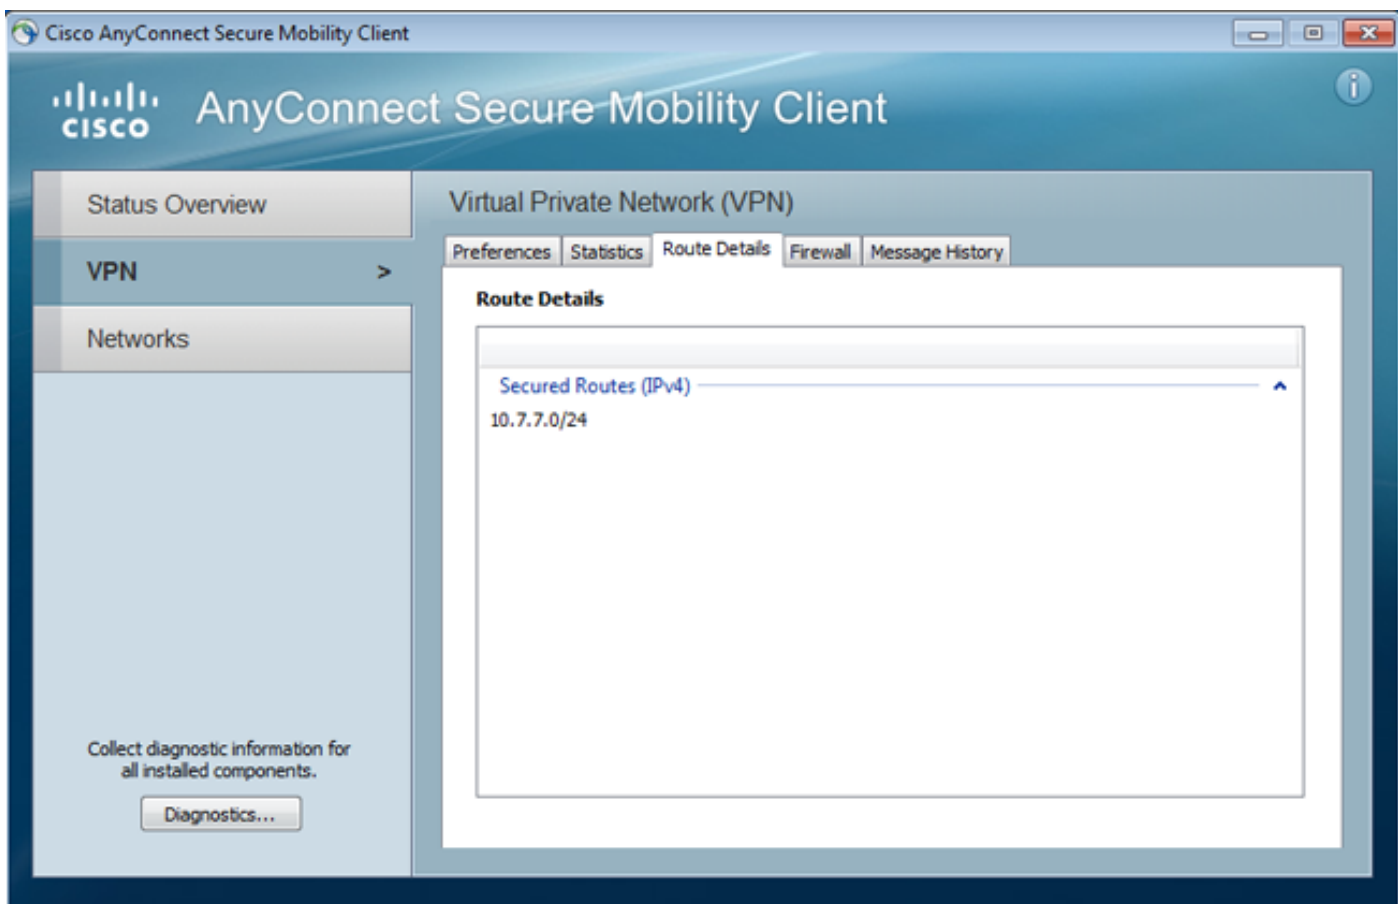 Cisco AnyConnect Secure Mobility Client
CISCO AnyConnect Secure Mobility Client
Status Overview
VPN >
Networks
Collect diagnostic information for
all installed components.
Diagnostics...
Virtual Private Network (VPN)
Preferences Statistics Route Details Firewall Message History
Route Details
Secured Routes (IPv4)
10.7.7.0/24